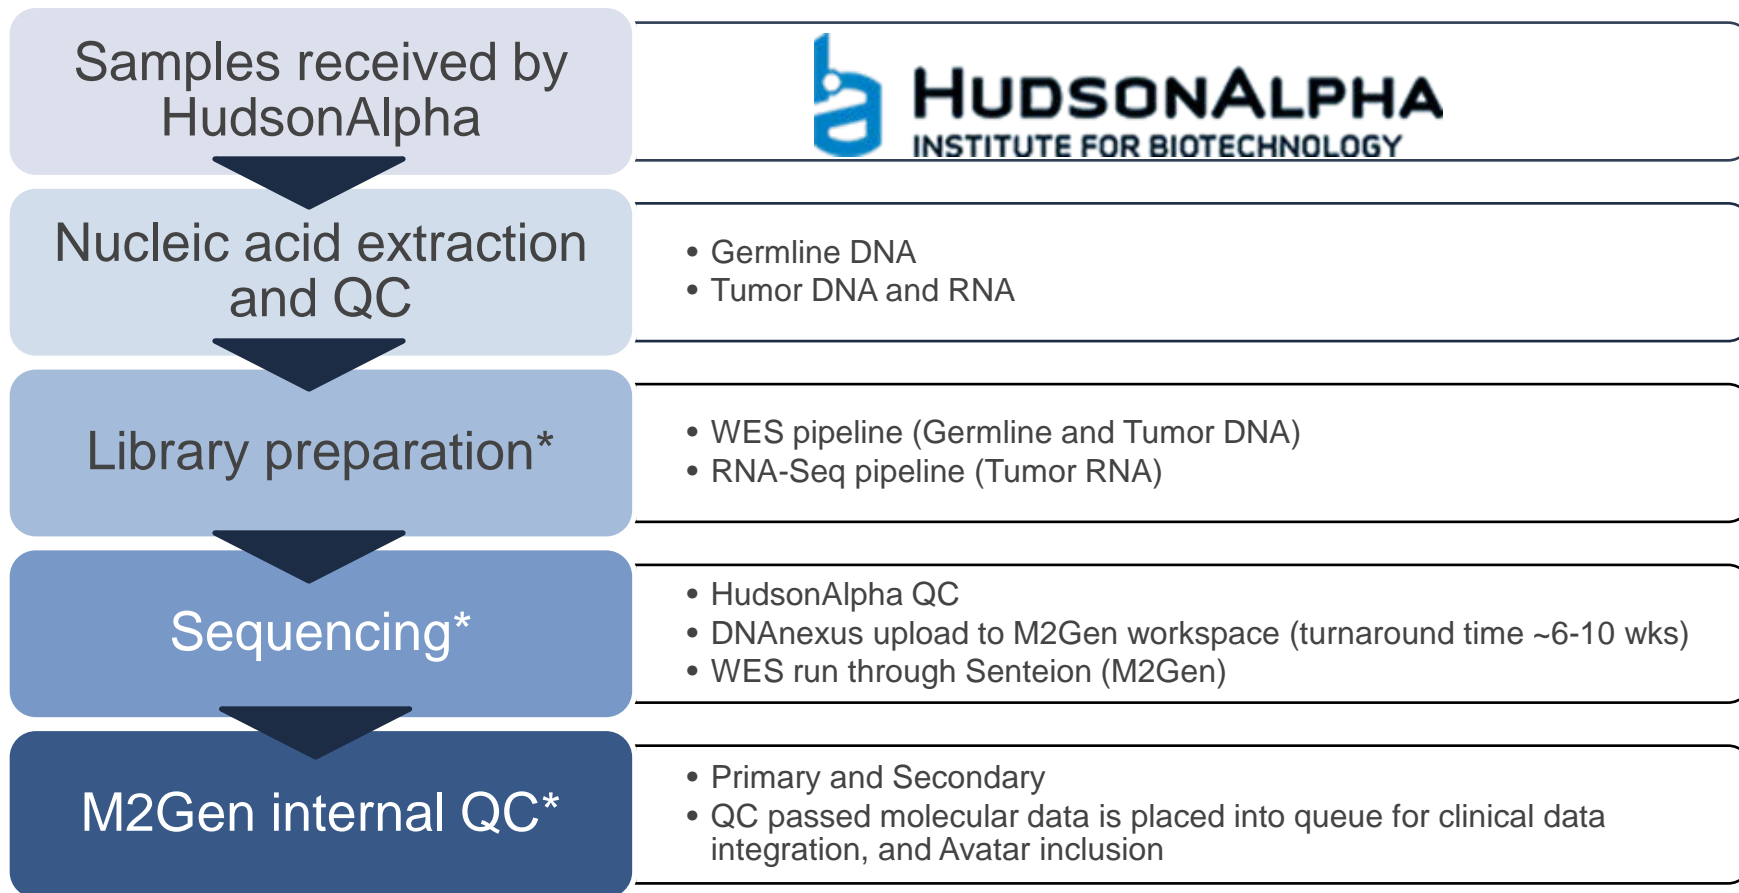 Samples received by
HudsonAlpha
HUDSONALPHA
INSTITUTE FOR BIOTECHNOLOGY
Nucleic acid extraction
and QC
• Germline DNA
• Tumor DNA and RNA
Library preparation*
• WES pipeline (Germline and Tumor DNA)
• RNA-Seq pipeline (Tumor RNA)
Sequencing*
• HudsonAlpha QC
• DNAnexus upload to M2Gen workspace (turnaround time ~6-10 wks)
• WES run through Senteion (M2Gen)
M2Gen internal QC*
• Primary and Secondary
• QC passed molecular data is placed into queue for clinical data
integration, and Avatar inclusion